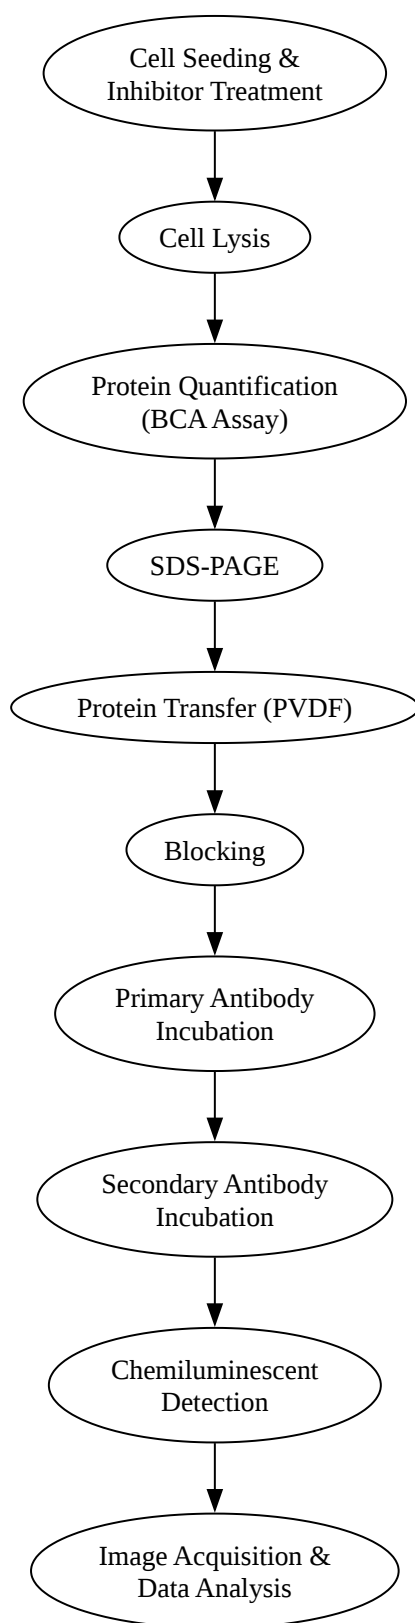 Cell Seeding &
Inhibitor Treatment
Cell Lysis
Protein Quantification
(BCA Assay)
SDS-PAGE
Protein Transfer (PVDF)
Blocking
Primary Antibody
Incubation
Secondary Antibody
Incubation
Chemiluminescent
Detection
Image Acquisition &
Data Analysis